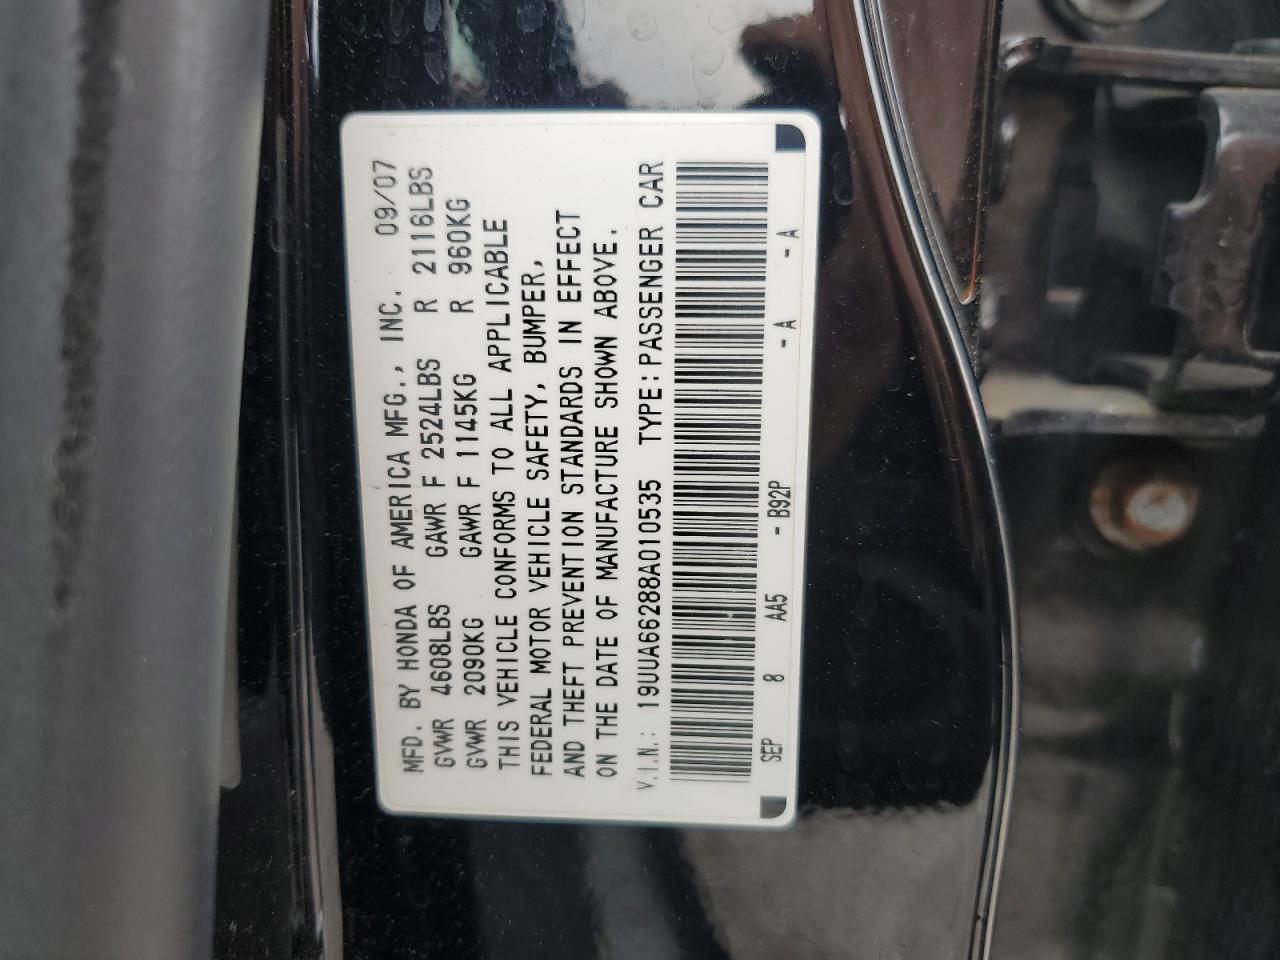 MFD. BY HONDA OF AMERICA MFG., INC. 09/07
GVWR 4608LBS GAWR F 2524LBS R 2116LBS
GVWR 2090KG GAWR F 1145KG R 960KG
THIS VEHICLE CONFORMS TO ALL APPLICABLE
FEDERAL MOTOR VEHICLE SAFETY, BUMPER,
AND THEFT PREVENTION STANDARDS IN EFFECT
ON THE DATE OF MANUFACTURE SHOWN ABOVE.
V.I.N.: 19UUA66288A010535 TYPE:PASSENGER CAR
SEP 8 AA5 - B92P - A - A